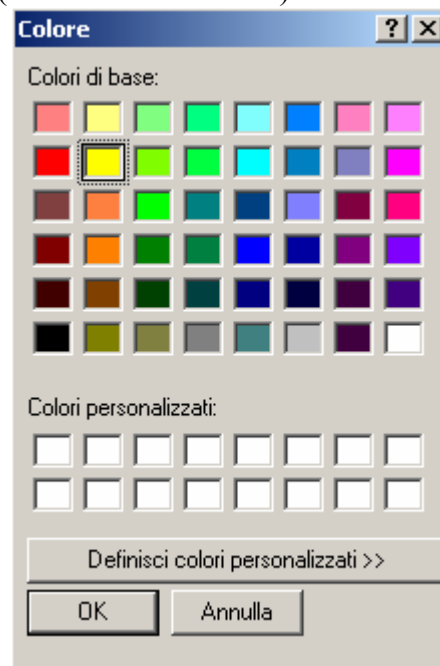 Colore
Colori di base:
Colori personalizzati:
Definisci colori personalizzati >>
OK Annulla